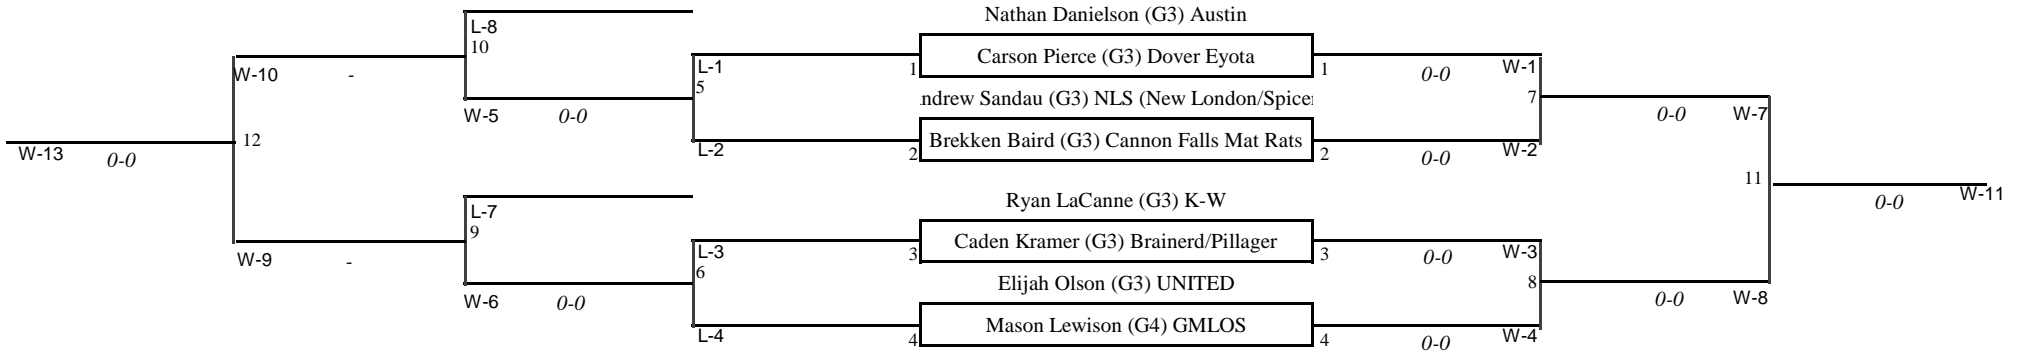 Nathan Danielson (G3) Austin
L-8
10
Carson Pierce (G3) Dover Eyota
W-10 -
L-1
1
1
0-0 W-1
5
7
W-5 0-0
ndrew Sandau (G3) NLS (New London/Spicer
0-0 W-7
12
Brekken Baird (G3) Cannon Falls Mat Rats
W-13 0-0
L-2
2
2
0-0 W-2
11
L-7
Ryan LaCanne (G3) K-W
0-0 W-11
9
Caden Kramer (G3) Brainerd/Pillager
W-9 -
L-3
3
3
0-0 W-3
6
8
W-6 0-0
Elijah Olson (G3) UNITED
0-0 W-8
Mason Lewison (G4) GMLOS
L-4
4
4
0-0 W-4